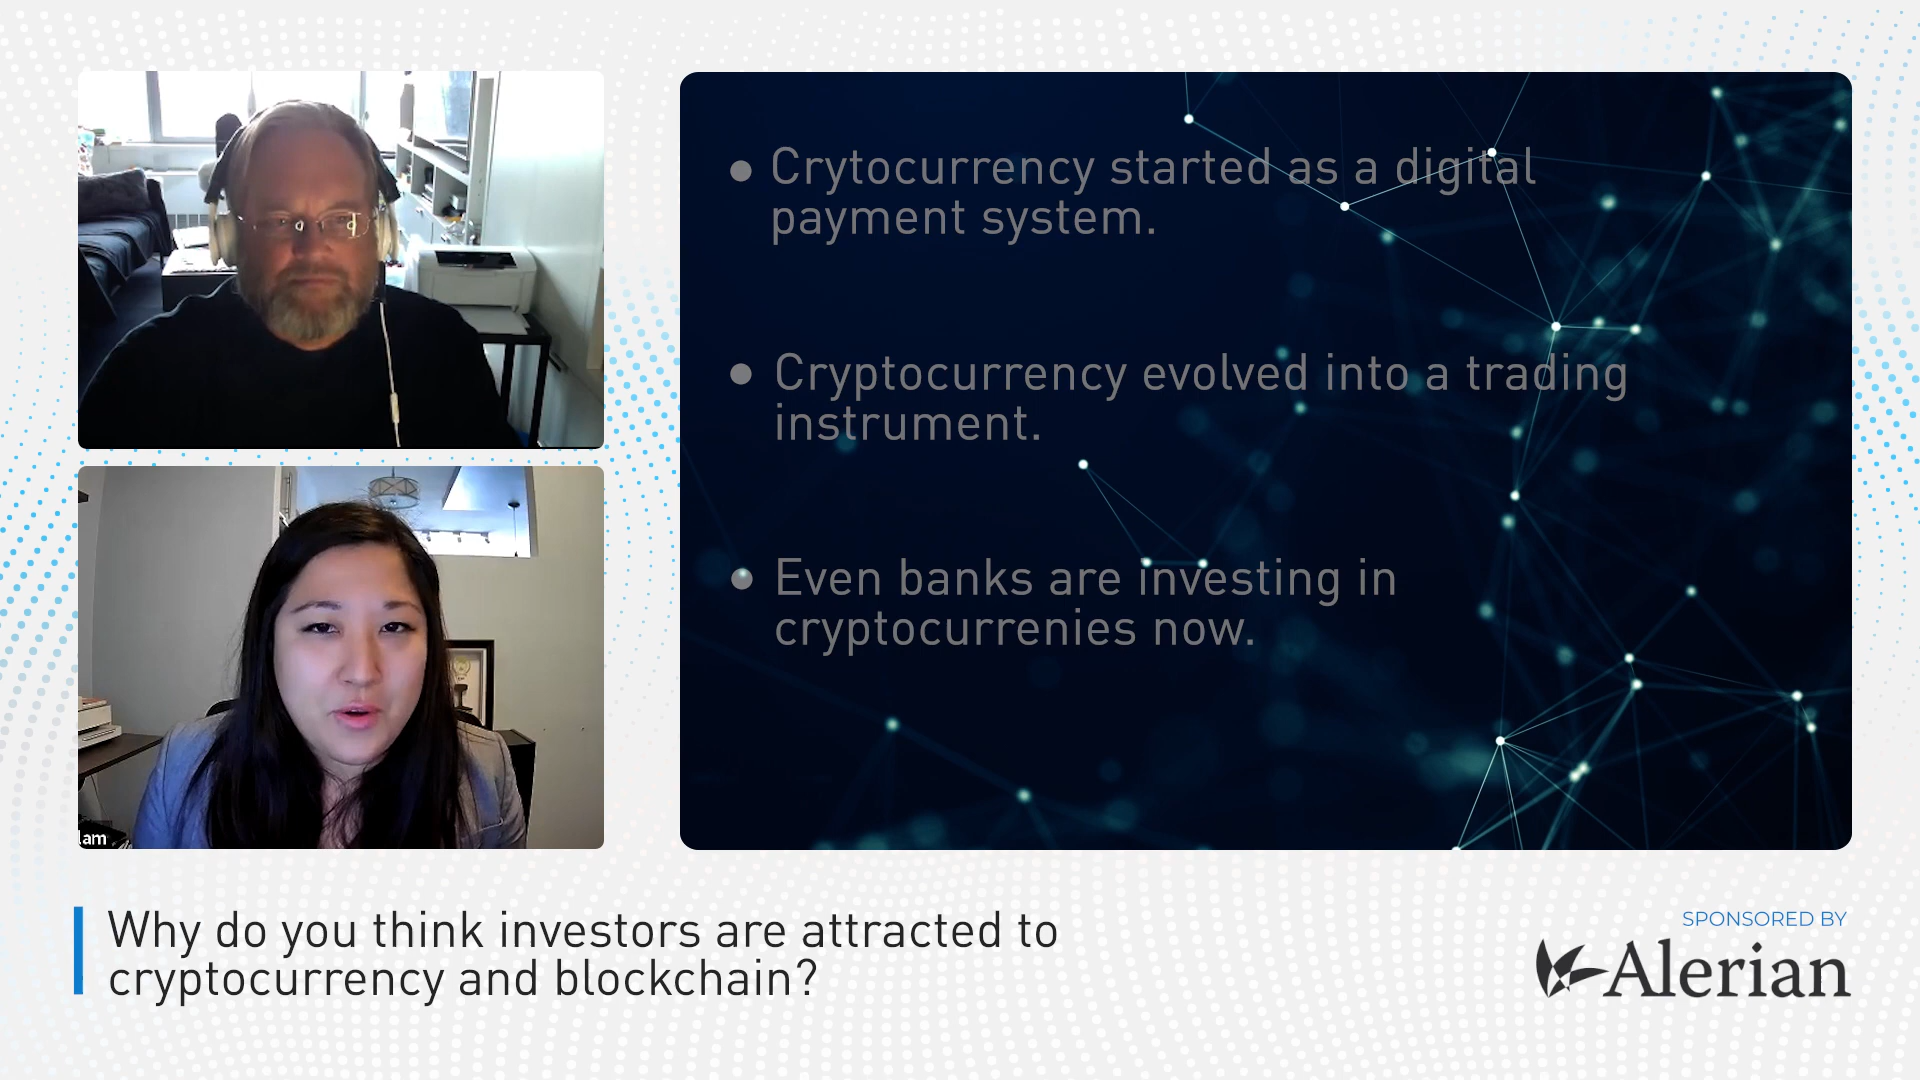 Crytocurrency started as a digital
payment system.
Cryptocurrency evolved into a trading
instrument.
Even banks are investing in
cryptocurrenies now.
lam
Why do you think investors are attracted to
cryptocurrency and blockchain?
SPONSORED BY
Alerian